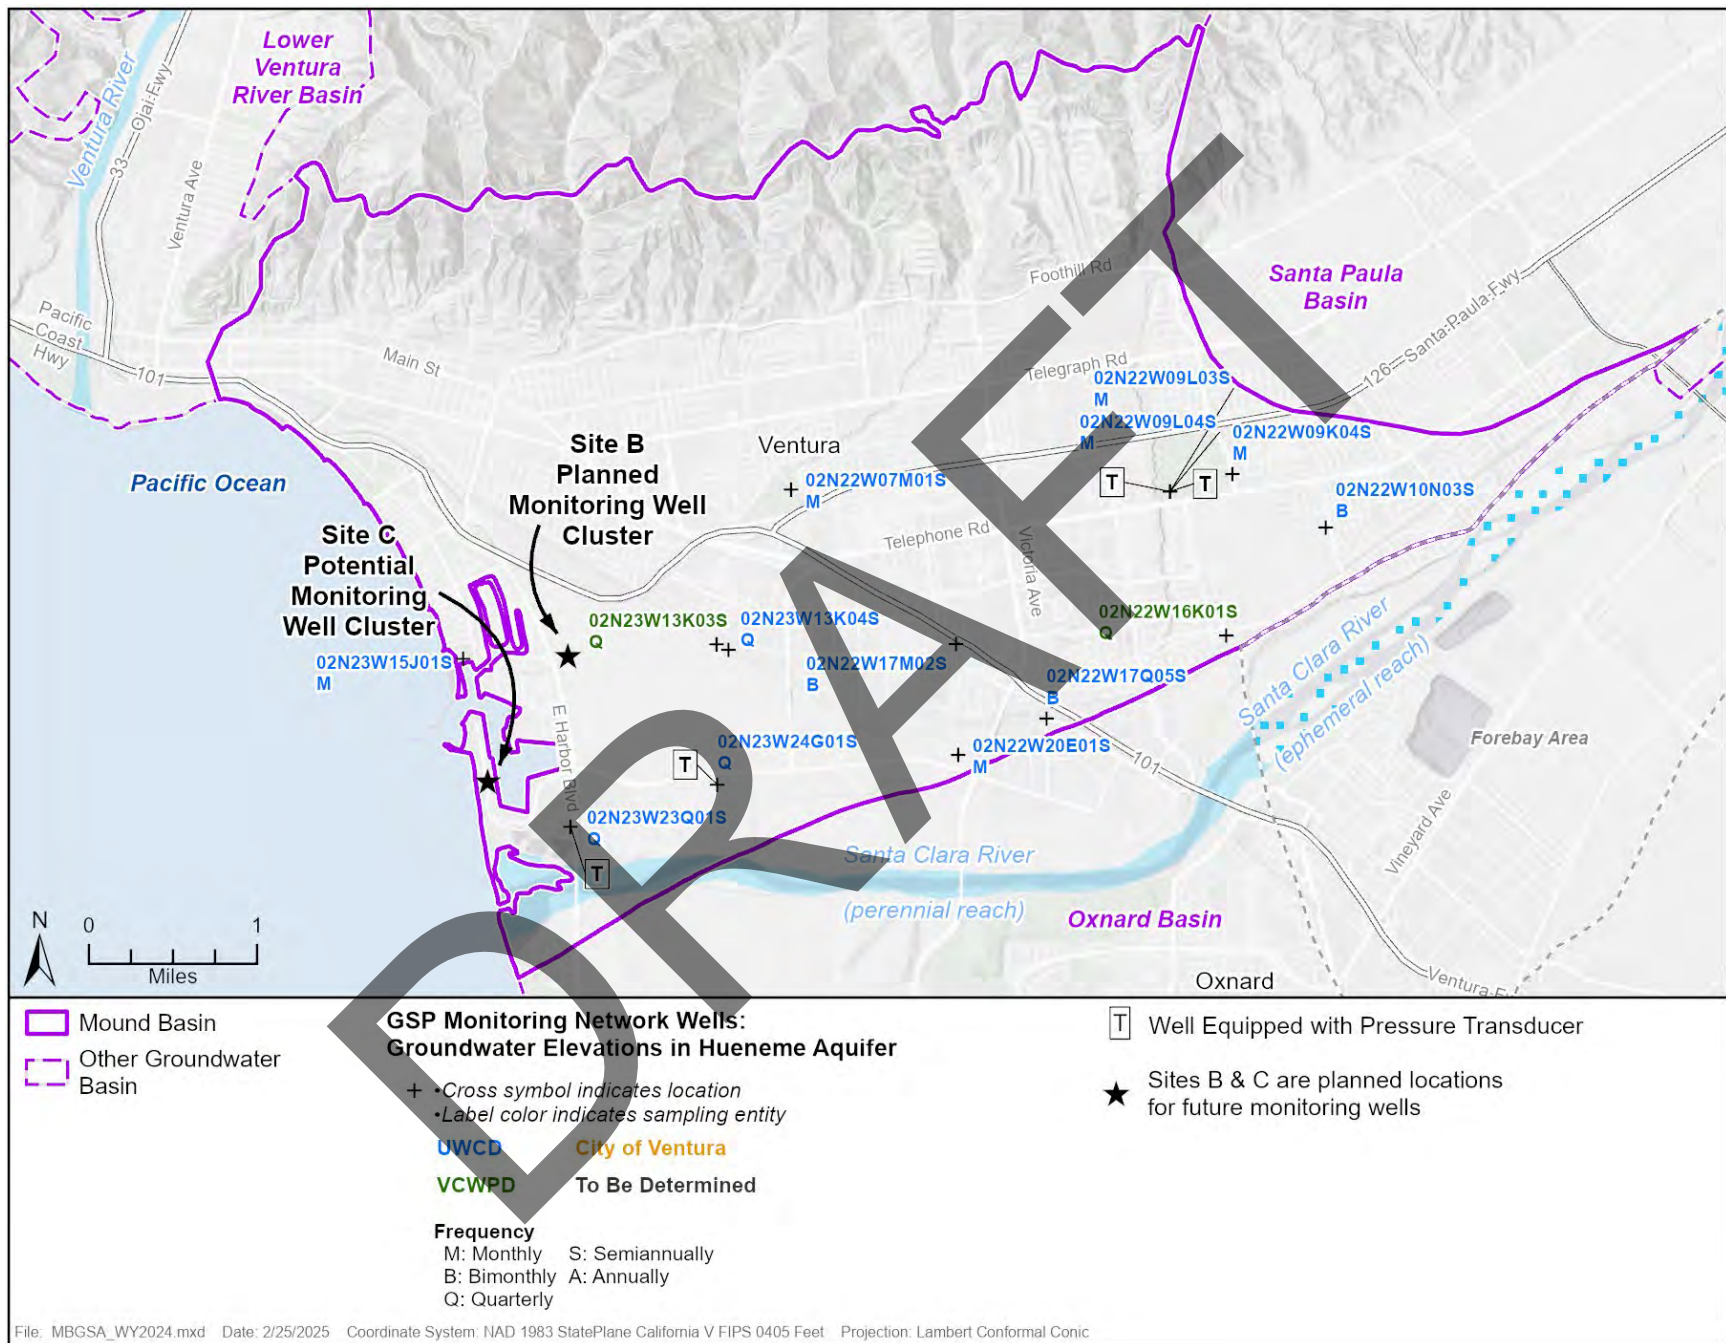 Lower
Ventura
River Basin
Ventura River
33
Ojai-Fwy
Ventura Ave
Foothill Rd
Santa Paula
Basin
Pacific
Coast
Hwy
101
Main St
Telegraph Rd
126
Santa-Paula-Fwy
02N22W09L03S
M
02N22W09L04S
M
02N22W09K04S
M
Site B
Planned
Monitoring Well
Cluster
Ventura
Pacific Ocean
02N22W07M01S
M
T
T
02N22W10N03S
B
Site C
Potential
Monitoring
Well Cluster
Telephone Rd
Victoria Ave
02N23W13K03S
Q
02N23W13K04S
Q
02N22W16K01S
Q
02N23W15J01S
M
02N22W17M02S
B
02N22W17Q05S
B
Santa Clara River
(ephemeral reach)
E Harbor Blvd
02N23W24G01S
Q
T
02N22W20E01S
M
101
Forebay Area
02N23W23Q01S
Q
T
Vineyard Ave
Santa Clara River
(perennial reach)
Oxnard Basin
Oxnard
N
0
1
Miles
DRAFT
Mound Basin
Other Groundwater
Basin
GSP Monitoring Network Wells:
Groundwater Elevations in Hueneme Aquifer
+ •Cross symbol indicates location
•Label color indicates sampling entity
UWCD City of Ventura
VCWPD To Be Determined
Frequency
M: Monthly S: Semiannually
B: Bimonthly A: Annually
Q: Quarterly
T Well Equipped with Pressure Transducer
Sites B & C are planned locations
for future monitoring wells
File: MBGSA_WY2024.mxd Date: 2/25/2025 Coordinate System: NAD 1983 StatePlane California V FIPS 0405 Feet Projection: Lambert Conformal Conic